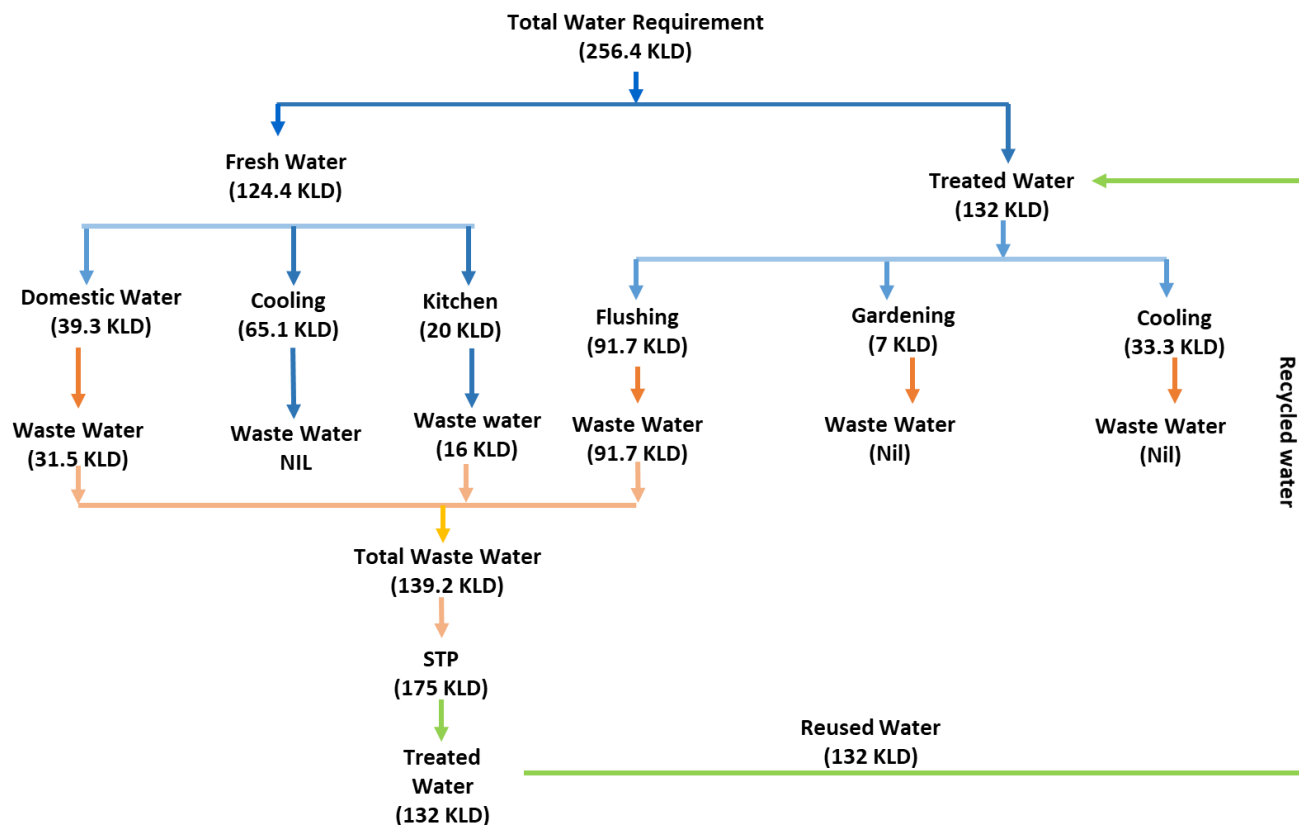 Total Water Requirement
(256.4 KLD)
Fresh Water
(124.4 KLD)
Treated Water
(132 KLD)
Domestic Water
(39.3 KLD)
Cooling
(65.1 KLD)
Kitchen
(20 KLD)
Flushing
(91.7 KLD)
Gardening
(7 KLD)
Cooling
(33.3 KLD)
Waste Water
(31.5 KLD)
Waste Water
NIL
Waste water
(16 KLD)
Waste Water
(91.7 KLD)
Waste Water
(Nil)
Waste Water
(Nil)
Recycled water
Total Waste Water
(139.2 KLD)
STP
(175 KLD)
Treated
Water
(132 KLD)
Reused Water
(132 KLD)